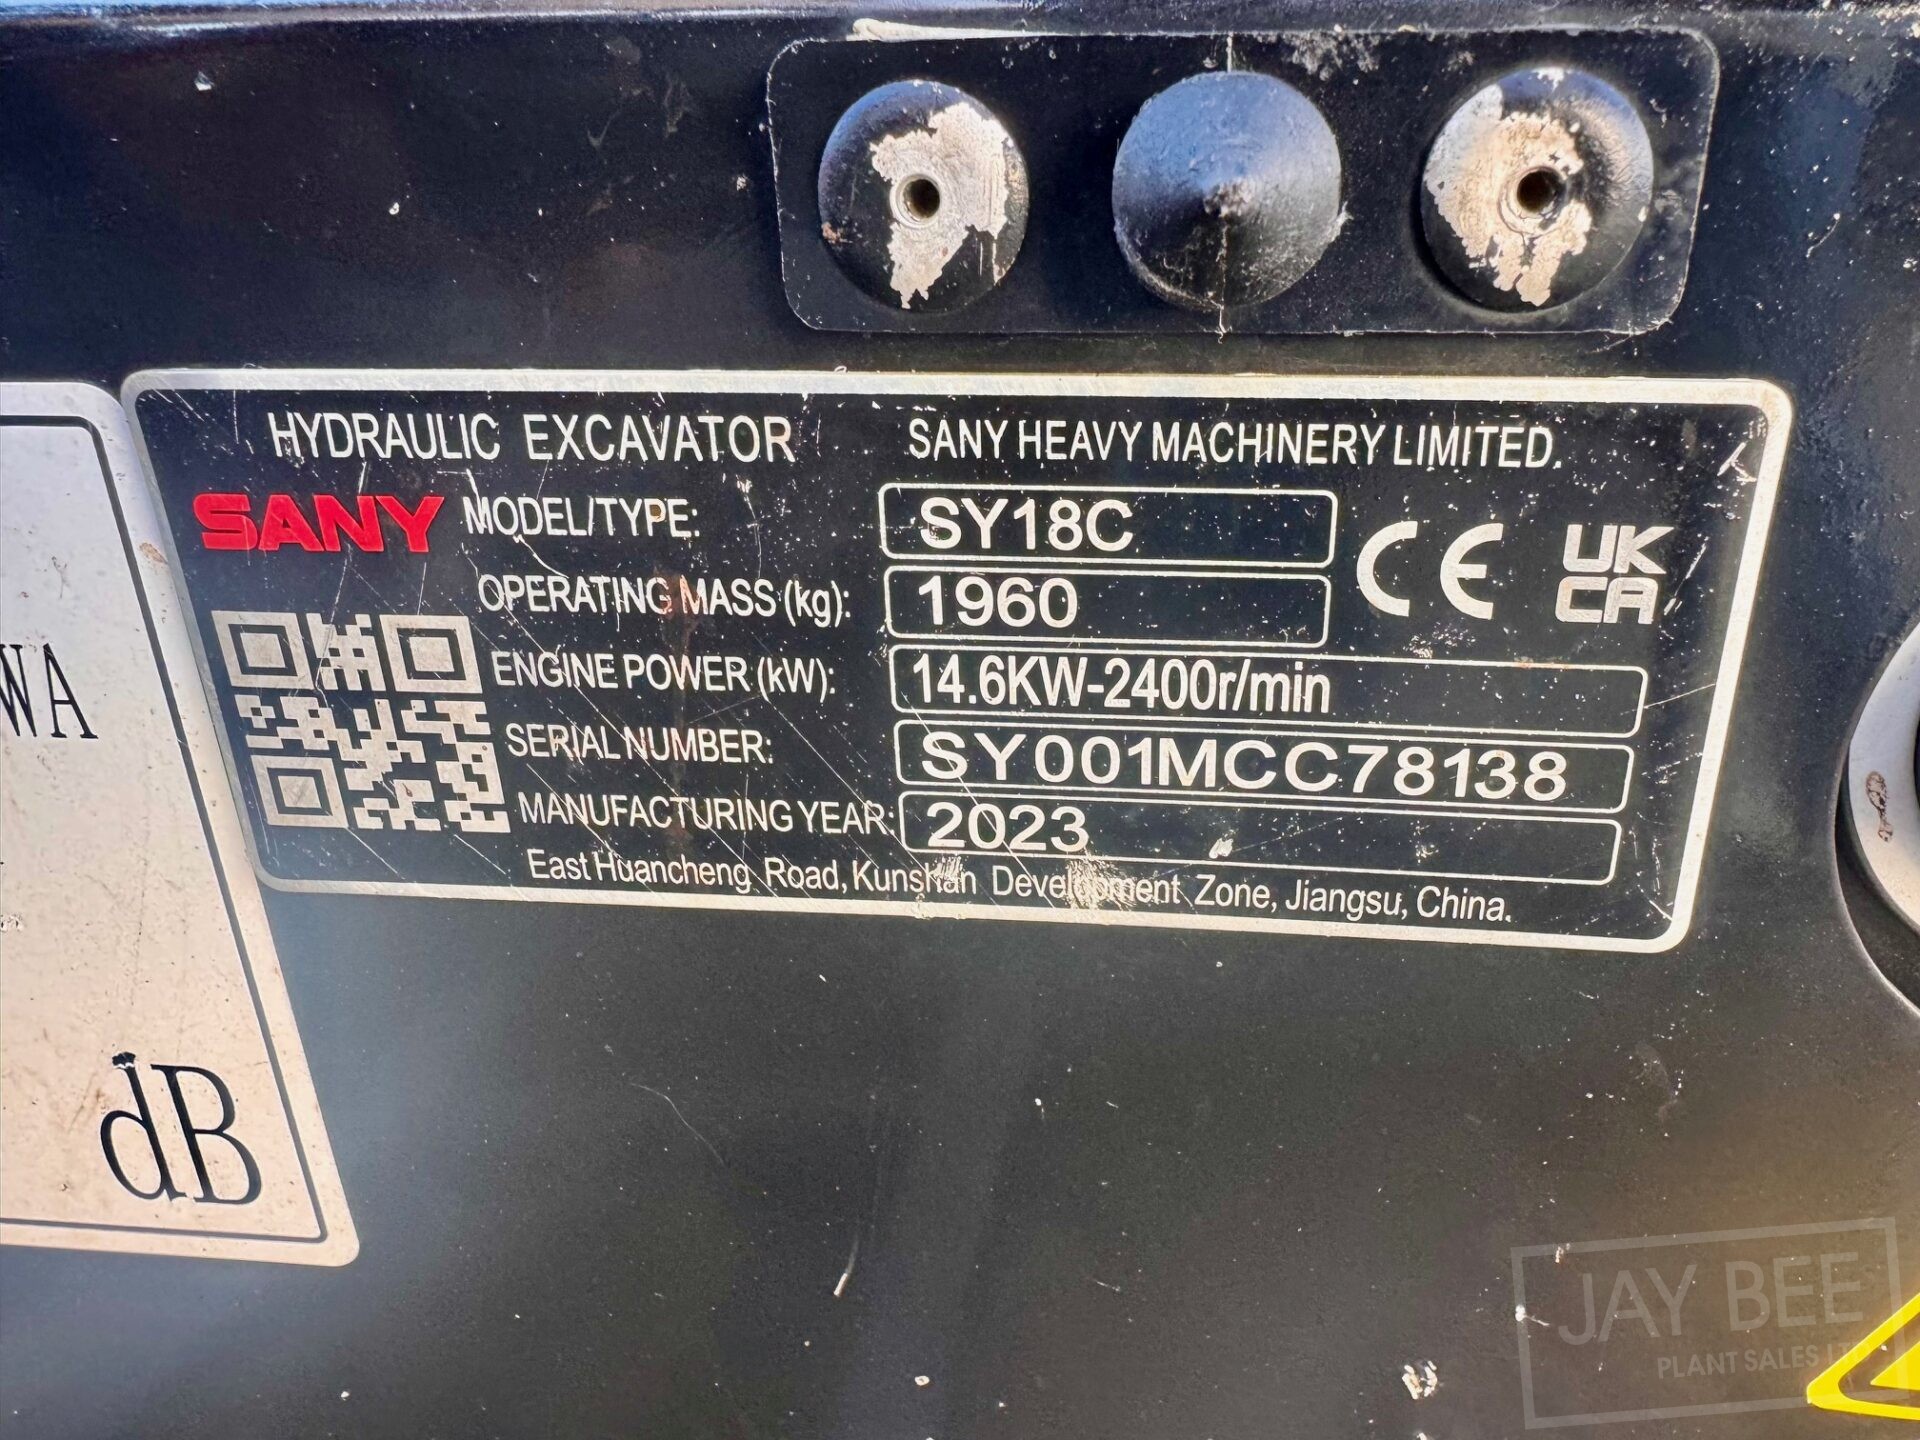 HYDRAULIC EXCAVATOR SANY HEAVY MACHINERY LIMITED.
SANY MODEL/TYPE: SY18C
OPERATING MASS (kg): 1960
CE UK CA
ENGINE POWER (kW): 14.6KW-2400r/min
SERIAL NUMBER: SY001MCC78138
MANUFACTURING YEAR: 2023
East Huancheng Road, Kunshan Development Zone, Jiangsu, China.
WA
dB
JAY BEE
PLANT SALES LTD